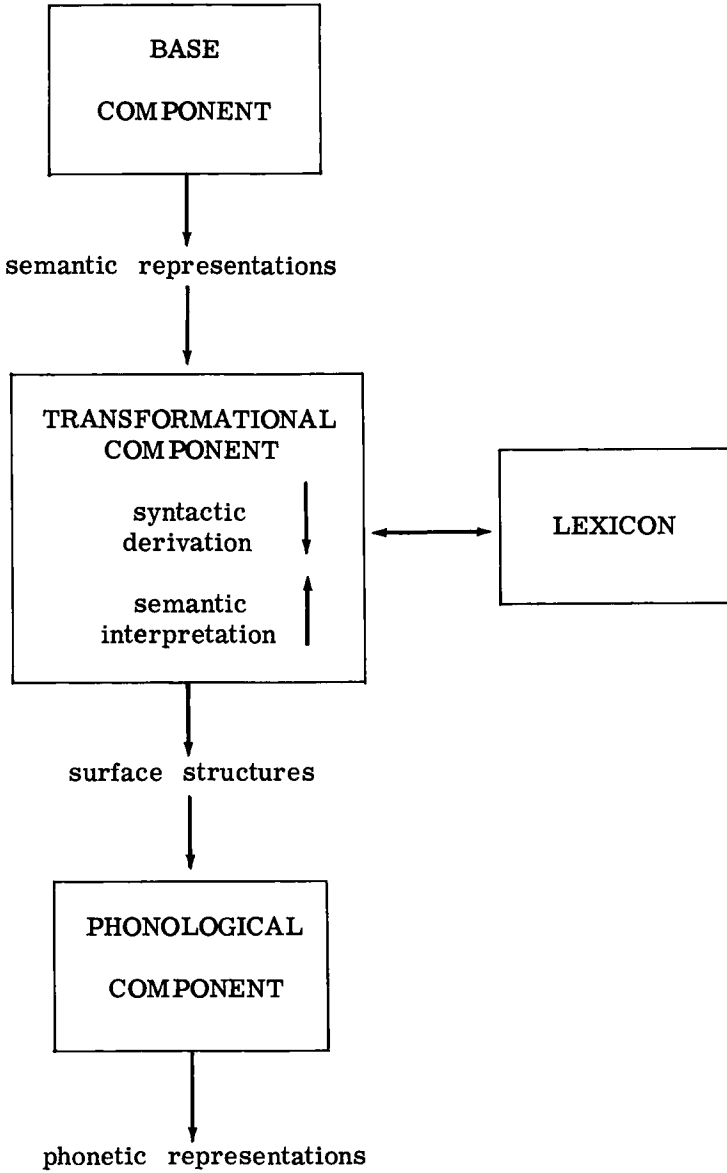 BASE
COMPONENT
semantic representations
TRANSFORMATIONAL
COMPONENT
syntactic
derivation
semantic
interpretation
LEXICON
surface structures
PHONOLOGICAL
COMPONENT
phonetic representations